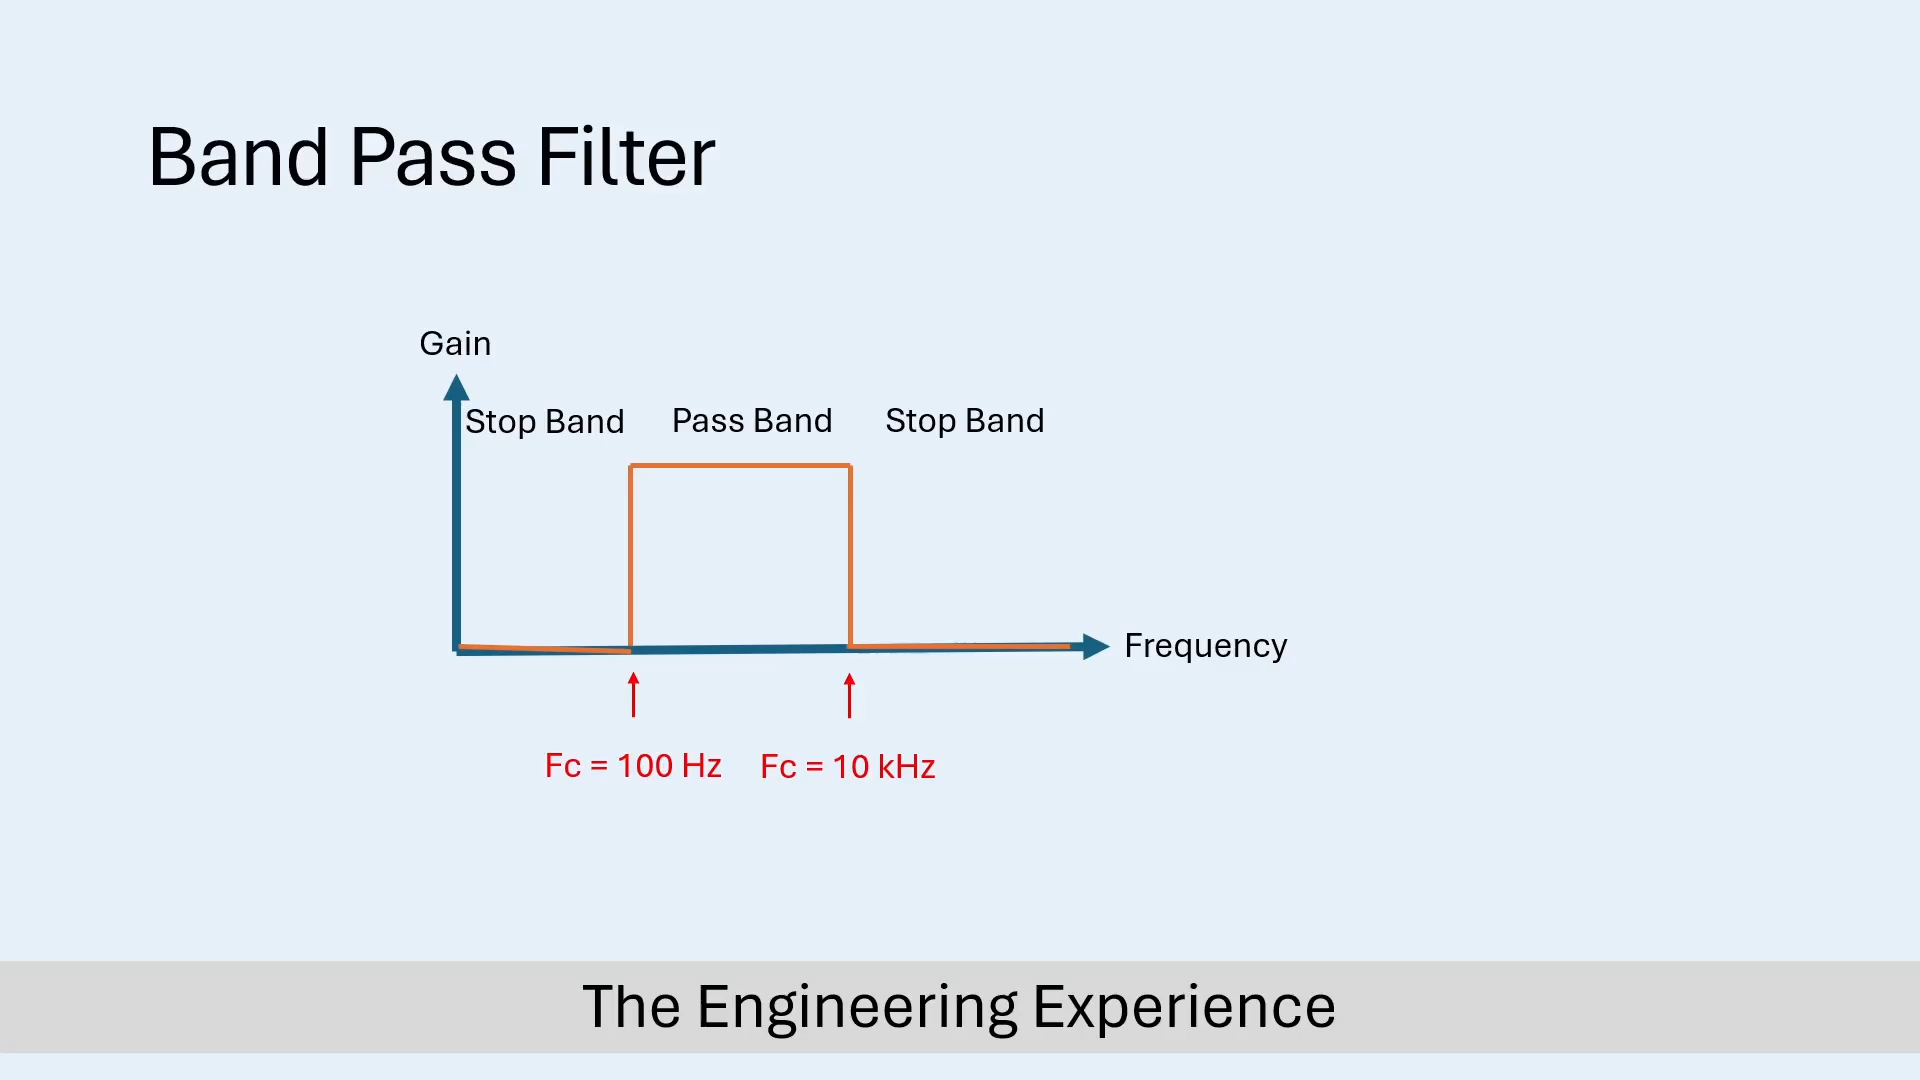 Band Pass Filter
Gain
Stop Band
Pass Band
Stop Band
Frequency
Fc = 100 Hz
Fc = 10 kHz
The Engineering Experience